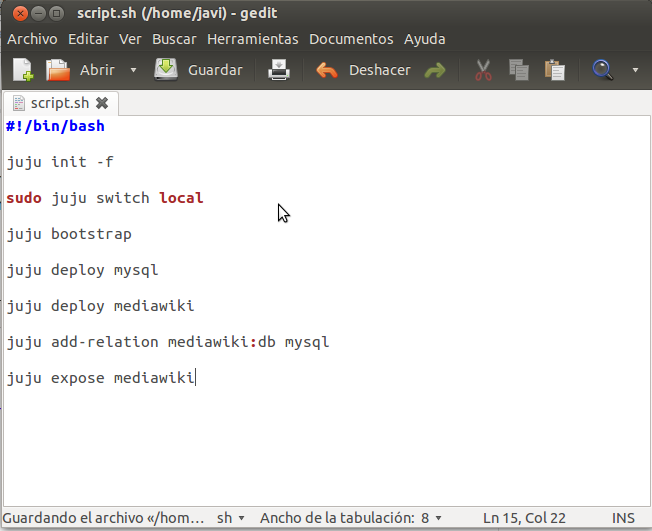 script.sh (/home/javi) - gedit
Archivo Editar Ver Buscar Herramientas Documentos Ayuda
Abrir Guardar Deshacer
script.sh
#!/bin/bash
juju init -f
sudo juju switch local
juju bootstrap
juju deploy mysql
juju deploy mediawiki
juju add-relation mediawiki:db mysql
juju expose mediawiki
Guardando el archivo «/hom… sh Ancho de la tabulación: 8 Ln 15, Col 22 INS